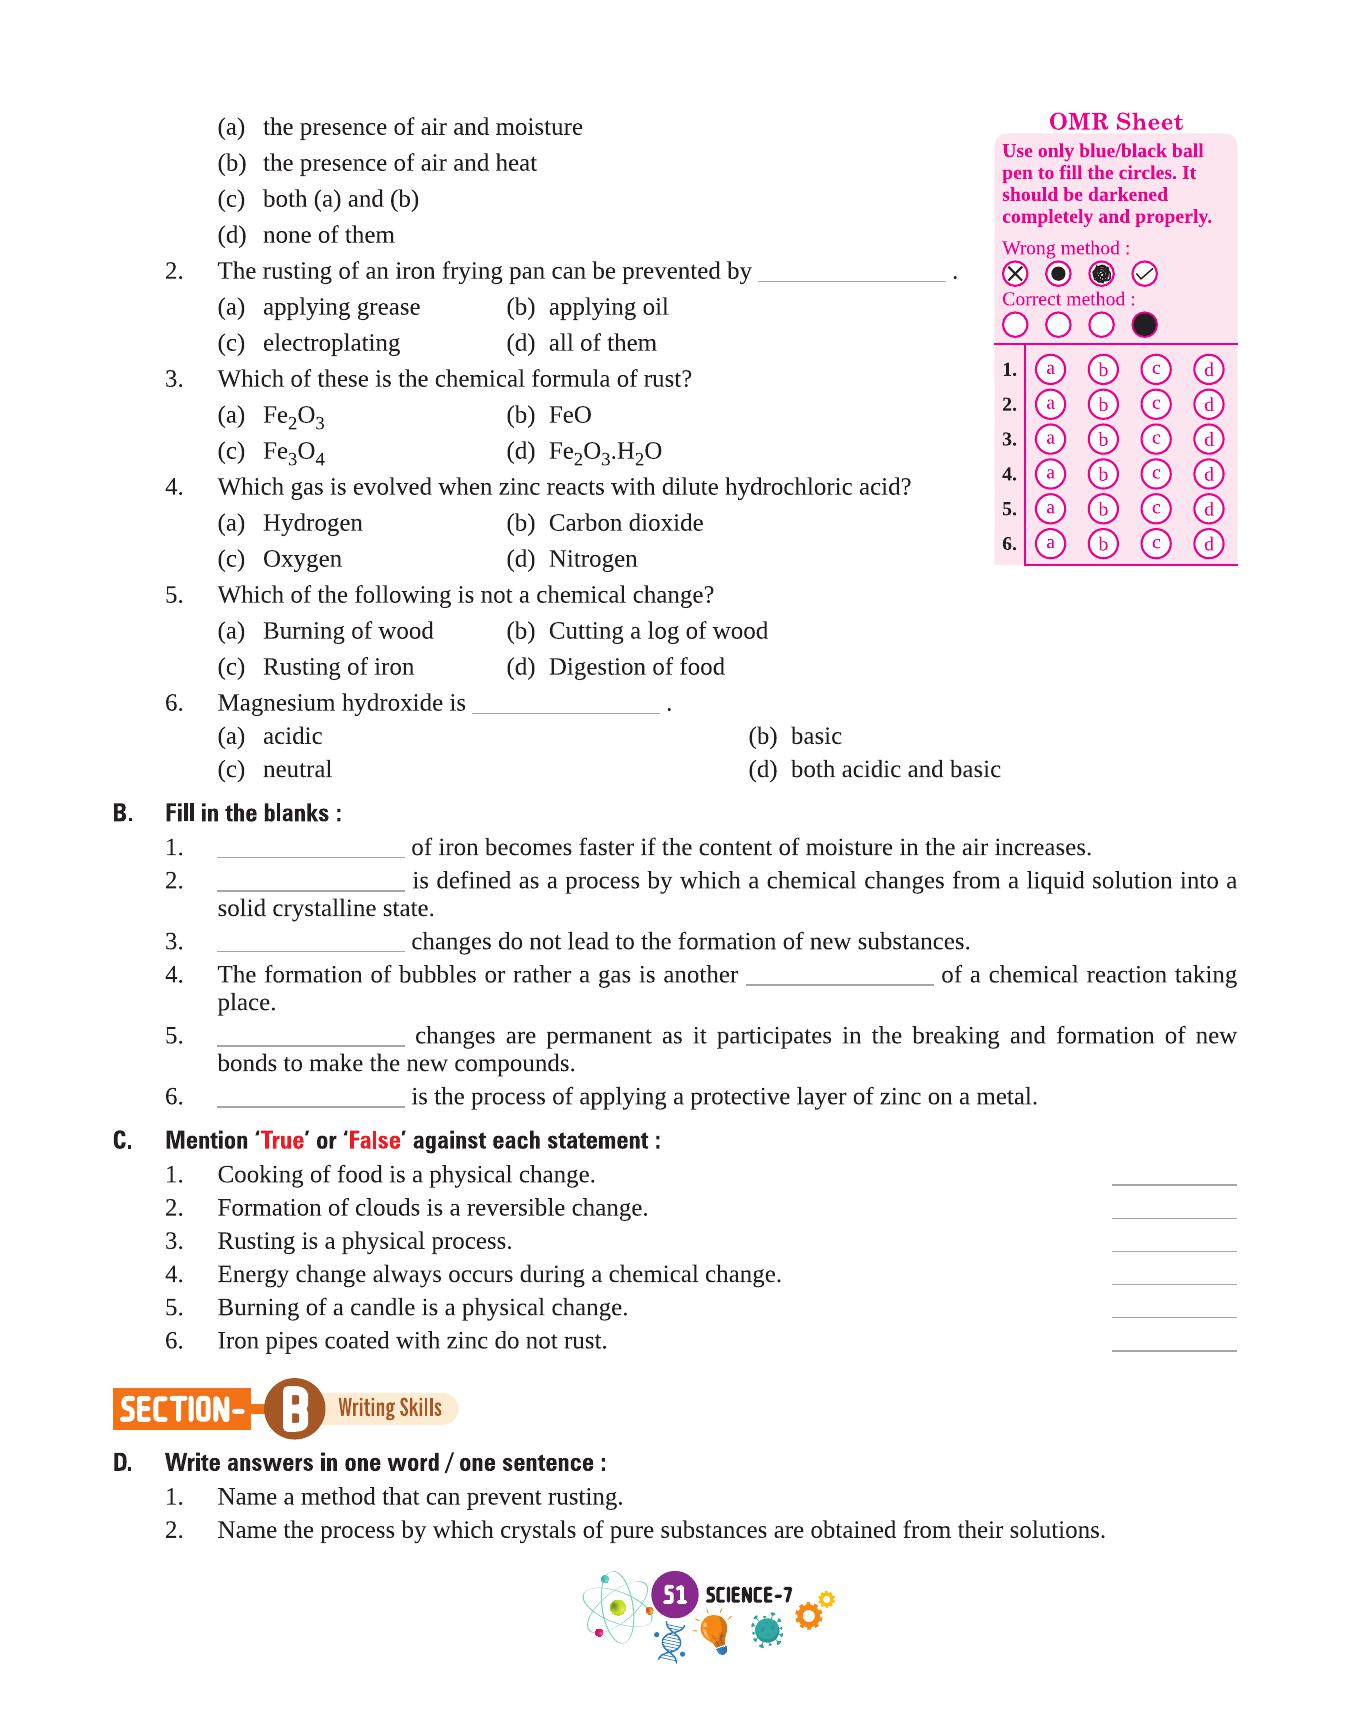 (a) the presence of air and moisture
(b) the presence of air and heat
(c) both (a) and (b)
(d) none of them
2. The rusting of an iron frying pan can be prevented by _______________ .
(a) applying grease (b) applying oil
(c) electroplating (d) all of them
3. Which of these is the chemical formula of rust?
(a) Fe₂O₃ (b) FeO
(c) Fe₃O₄ (d) Fe₂O₃.H₂O
4. Which gas is evolved when zinc reacts with dilute hydrochloric acid?
(a) Hydrogen (b) Carbon dioxide
(c) Oxygen (d) Nitrogen
5. Which of the following is not a chemical change?
(a) Burning of wood (b) Cutting a log of wood
(c) Rusting of iron (d) Digestion of food
6. Magnesium hydroxide is _______________ .
(a) acidic (b) basic
(c) neutral (d) both acidic and basic
OMR Sheet
Use only blue/black ball
pen to fill the circles. It
should be darkened
completely and properly.
Wrong method :
Correct method :
1. a b c d
2. a b c d
3. a b c d
4. a b c d
5. a b c d
6. a b c d
B. Fill in the blanks :
1. _______________ of iron becomes faster if the content of moisture in the air increases.
2. _______________ is defined as a process by which a chemical changes from a liquid solution into a
solid crystalline state.
3. _______________ changes do not lead to the formation of new substances.
4. The formation of bubbles or rather a gas is another _______________ of a chemical reaction taking
place.
5. _______________ changes are permanent as it participates in the breaking and formation of new
bonds to make the new compounds.
6. _______________ is the process of applying a protective layer of zinc on a metal.
C. Mention ‘True’ or ‘False’ against each statement :
1. Cooking of food is a physical change. __________
2. Formation of clouds is a reversible change. __________
3. Rusting is a physical process. __________
4. Energy change always occurs during a chemical change. __________
5. Burning of a candle is a physical change. __________
6. Iron pipes coated with zinc do not rust. __________
SECTION- B Writing Skills
D. Write answers in one word / one sentence :
1. Name a method that can prevent rusting.
2. Name the process by which crystals of pure substances are obtained from their solutions.
51 SCIENCE-7